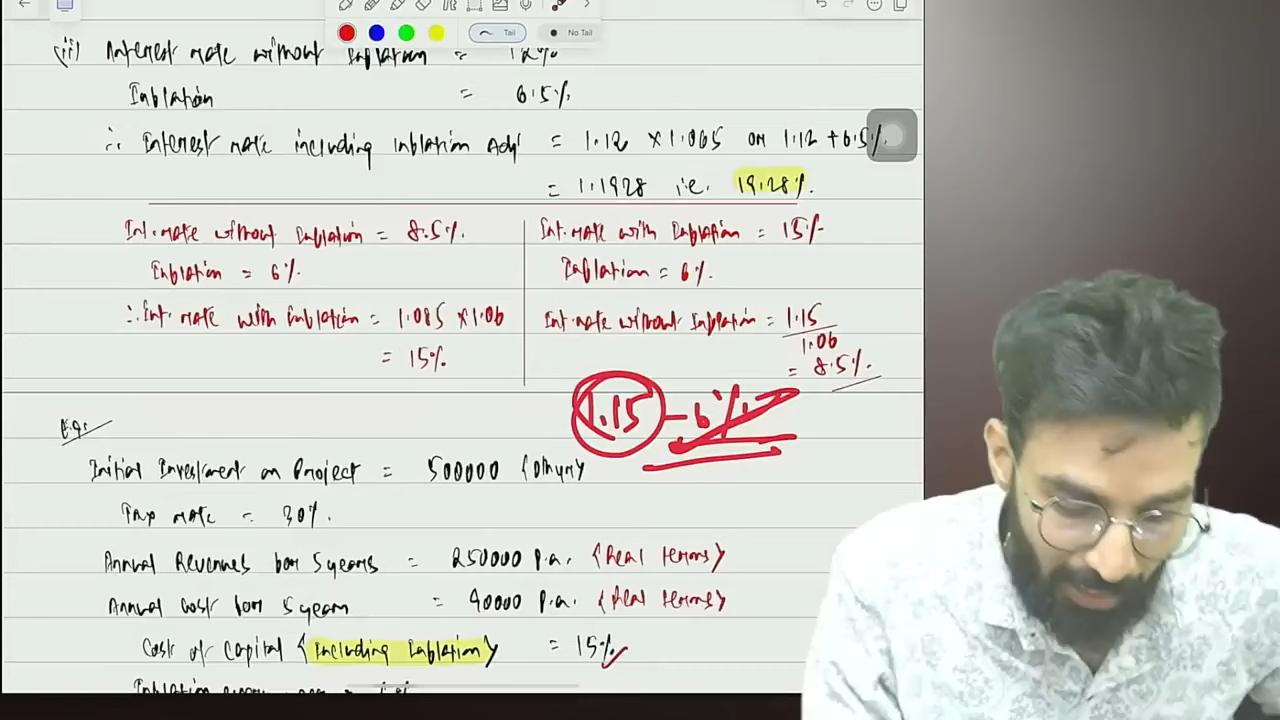 Tail No Tail
(ii) Interest rate without Inflation = 12%
Inflation = 6.5%
∴ Interest rate including inflation Adj = 1.12 × 1.065 or 1.12 + 6.5%
= 1.1928 i.e. 19.28%.
Int. rate without Inflation = 8.5%.
Inflation = 6%.
∴ Int. rate with Inflation = 1.085 × 1.06
= 15%.
Int. rate with Inflation = 15%
Inflation = 6%.
Int. rate without Inflation = 1.15
1.06
= 8.5%.
1.15 - 6%
E.g.
Initial Investment on Project = 500000
Tax rate = 30%.
Annual Revenues for 5 years = 250000 p.a. {Real terms}
Annual Cost for 5 years = 90000 p.a. {Real terms}
Cost of Capital {Including Inflation} = 15%